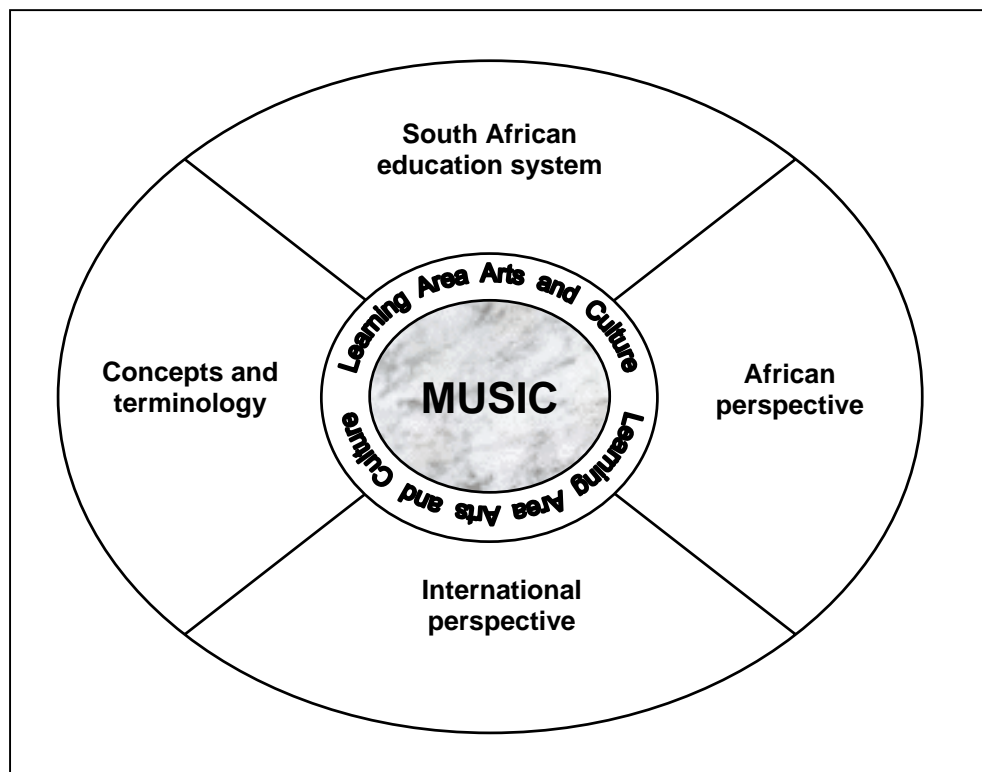 South African
education system
Learning Area Arts and Culture
Concepts and
terminology
MUSIC
African
perspective
Learning Area Arts and Culture
International
perspective